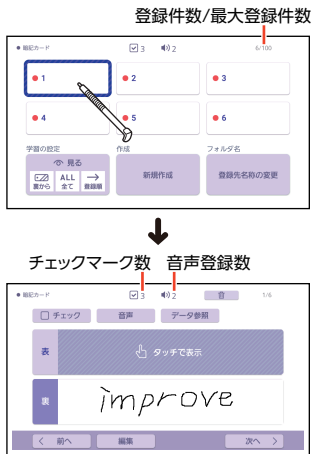 登録件数/最大登録件数
● 暗記カード 3 2 6/100
● 1 ● 2 ● 3
● 4 ● 5 ● 6
学習の設定 作成 フォルダ名
見る
裏から ALL 全て 登録順
新規作成 登録先名称の変更
チェックマーク数 音声登録数
● 暗記カード 3 2 1/6
チェック 音声 データ参照
表 タッチで表示
裏 improve
前へ 編集 次へ